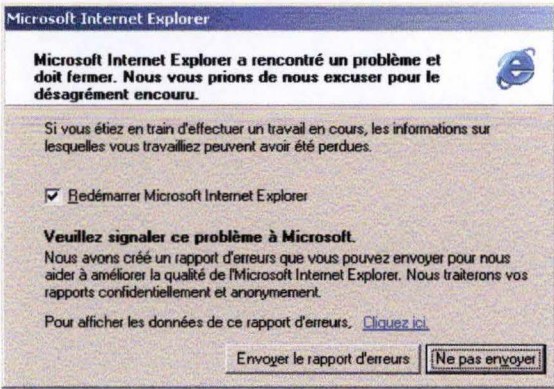 Microsoft Internet Explorer
Microsoft Internet Explorer a rencontré un problème et
doit fermer. Nous vous prions de nous excuser pour le
désagrément encouru.
Si vous étiez en train d'effectuer un travail en cours, les informations sur
lesquelles vous travailliez peuvent avoir été perdues.
Redémarrer Microsoft Internet Explorer
Veuillez signaler ce problème à Microsoft.
Nous avons créé un rapport d'erreurs que vous pouvez envoyer pour nous
aider à améliorer la qualité de l'Microsoft Internet Explorer. Nous traiterons vos
rapports confidentiellement et anonymement.
Pour afficher les données de ce rapport d'erreurs, Cliquez ici.
Envoyer le rapport d'erreurs Ne pas envoyer